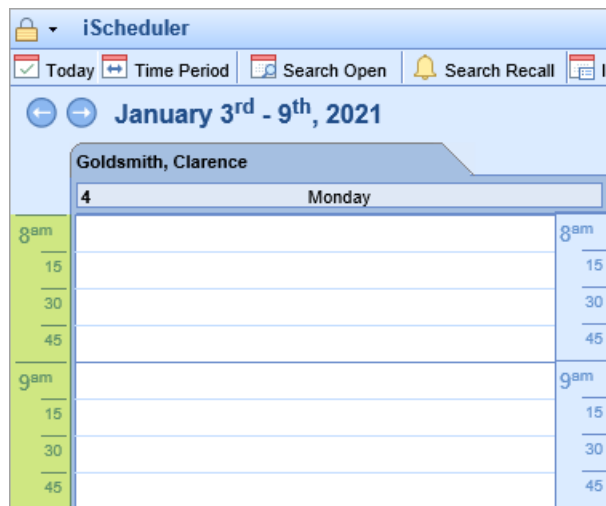 iScheduler
Today Time Period Search Open Search Recall I
January 3rd - 9th, 2021
Goldsmith, Clarence
4 Monday
8am 8am
15 15
30 30
45 45
9am 9am
15 15
30 30
45 45